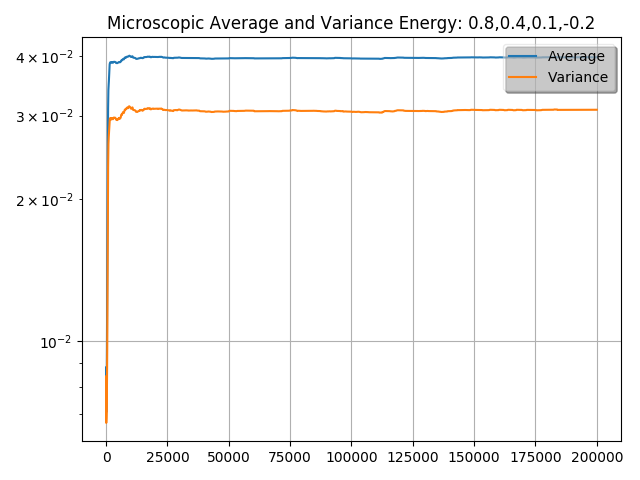 Microscopic Average and Variance Energy: 0.8,0.4,0.1,-0.2
4 × 10⁻²
3 × 10⁻²
2 × 10⁻²
10⁻²
Average
Variance
0 25000 50000 75000 100000 125000 150000 175000 200000